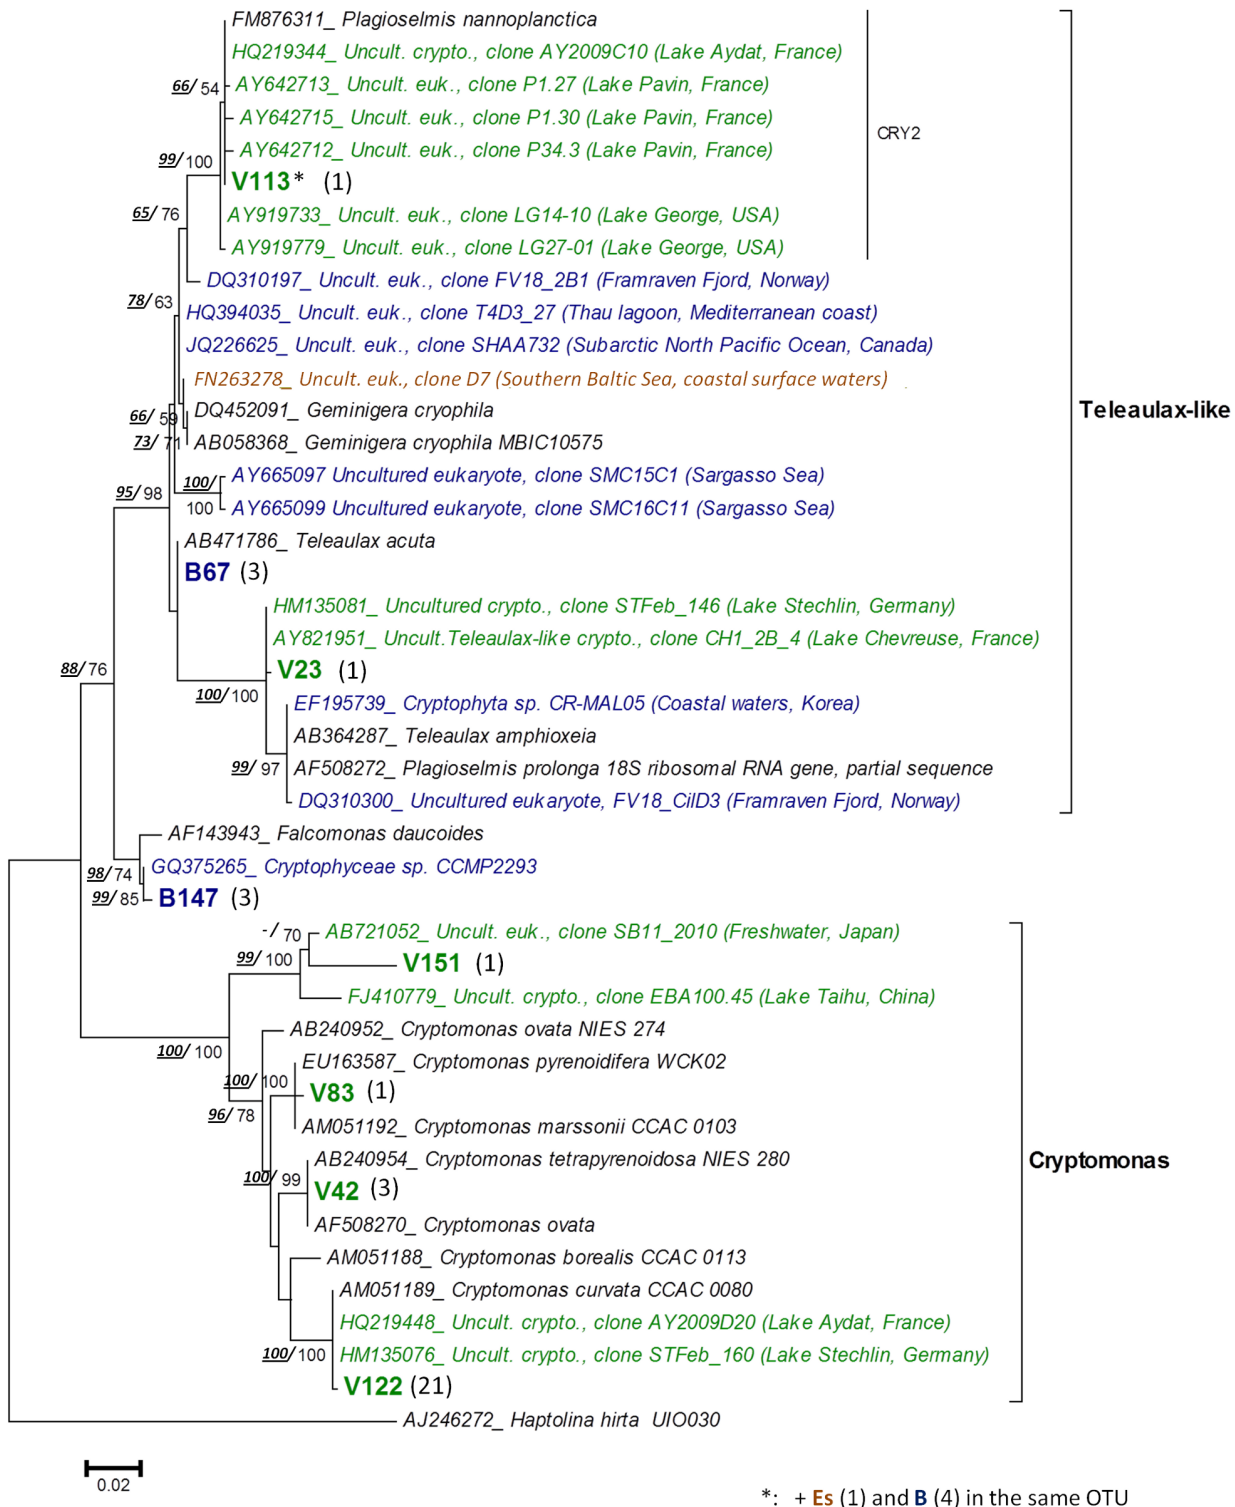 FM876311_ Plagioselmis nannoplanctica
HQ219344_ Uncult. crypto., clone AY2009C10 (Lake Aydat, France)
66/ 54 AY642713_ Uncult. euk., clone P1.27 (Lake Pavin, France)
AY642715_ Uncult. euk., clone P1.30 (Lake Pavin, France)
CRY2
99/ 100 AY642712_ Uncult. euk., clone P34.3 (Lake Pavin, France)
V113* (1)
65/ 76 AY919733_ Uncult. euk., clone LG14-10 (Lake George, USA)
AY919779_ Uncult. euk., clone LG27-01 (Lake George, USA)
DQ310197_ Uncult. euk., clone FV18_2B1 (Framraven Fjord, Norway)
78/ 63 HQ394035_ Uncult. euk., clone T4D3_27 (Thau lagoon, Mediterranean coast)
JQ226625_ Uncult. euk., clone SHAA732 (Subarctic North Pacific Ocean, Canada)
FN263278_ Uncult. euk., clone D7 (Southern Baltic Sea, coastal surface waters)
66/ 59 DQ452091_ Geminigera cryophila
Teleaulax-like
73/ 71 AB058368_ Geminigera cryophila MBIC10575
100/ AY665097 Uncultured eukaryote, clone SMC15C1 (Sargasso Sea)
95/ 98
100 AY665099 Uncultured eukaryote, clone SMC16C11 (Sargasso Sea)
AB471786_ Teleaulax acuta
B67 (3)
HM135081_ Uncultured crypto., clone STFeb_146 (Lake Stechlin, Germany)
AY821951_ Uncult.Teleaulax-like crypto., clone CH1_2B_4 (Lake Chevreuse, France)
88/ 76 V23 (1)
100/ 100 EF195739_ Cryptophyta sp. CR-MAL05 (Coastal waters, Korea)
AB364287_ Teleaulax amphioxeia
99/ 97 AF508272_ Plagioselmis prolonga 18S ribosomal RNA gene, partial sequence
DQ310300_ Uncultured eukaryote, FV18_CilD3 (Framraven Fjord, Norway)
AF143943_ Falcomonas daucoides
98/ 74 GQ375265_ Cryptophyceae sp. CCMP2293
99/ 85 B147 (3)
-/ 70 AB721052_ Uncult. euk., clone SB11_2010 (Freshwater, Japan)
99/ 100 V151 (1)
FJ410779_ Uncult. crypto., clone EBA100.45 (Lake Taihu, China)
AB240952_ Cryptomonas ovata NIES 274
100/ 100
EU163587_ Cryptomonas pyrenoidifera WCK02
100/ 100 V83 (1)
96/ 78 AM051192_ Cryptomonas marssonii CCAC 0103
AB240954_ Cryptomonas tetrapyrenoidosa NIES 280
Cryptomonas
100/ 99 V42 (3)
AF508270_ Cryptomonas ovata
AM051188_ Cryptomonas borealis CCAC 0113
AM051189_ Cryptomonas curvata CCAC 0080
HQ219448_ Uncult. crypto., clone AY2009D20 (Lake Aydat, France)
100/ 100 HM135076_ Uncult. crypto., clone STFeb_160 (Lake Stechlin, Germany)
V122 (21)
AJ246272_ Haptolina hirta UIO030
0.02
*: + Es (1) and B (4) in the same OTU